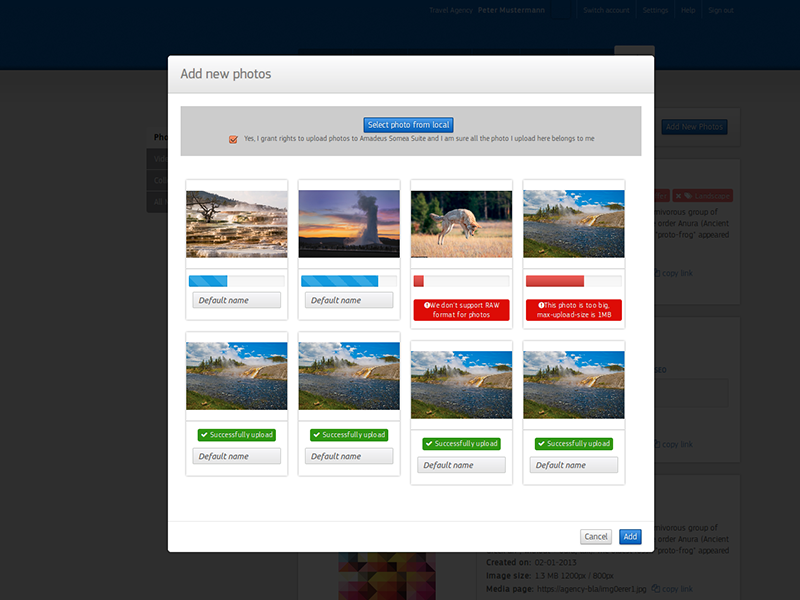 Travel Agency Peter Mustermann Switch account Settings Help Sign out
Add new photos
Select photo from local
Yes, I grant rights to upload photos to Amadeus Somea Suite and I am sure all the photo I upload here belongs to me
Add New Photos
Default name
Default name
We don't support RAW
format for photos
This photo is too big,
max-upload-size is 1MB
Successfully upload
Successfully upload
Successfully upload
Successfully upload
Default name
Default name
Default name
Default name
Cancel
Add
Pho
Landscape
nivorous group of
order Anura (Ancient
"proto-frog" appeared
copy link
copy link
nivorous group of
order Anura (Ancient
"proto-frog" appeared
Created on: 02-01-2013
Image size: 1.3 MB 1200px / 800px
Media page: https://agency-bla/img0erer1.jpg copy link